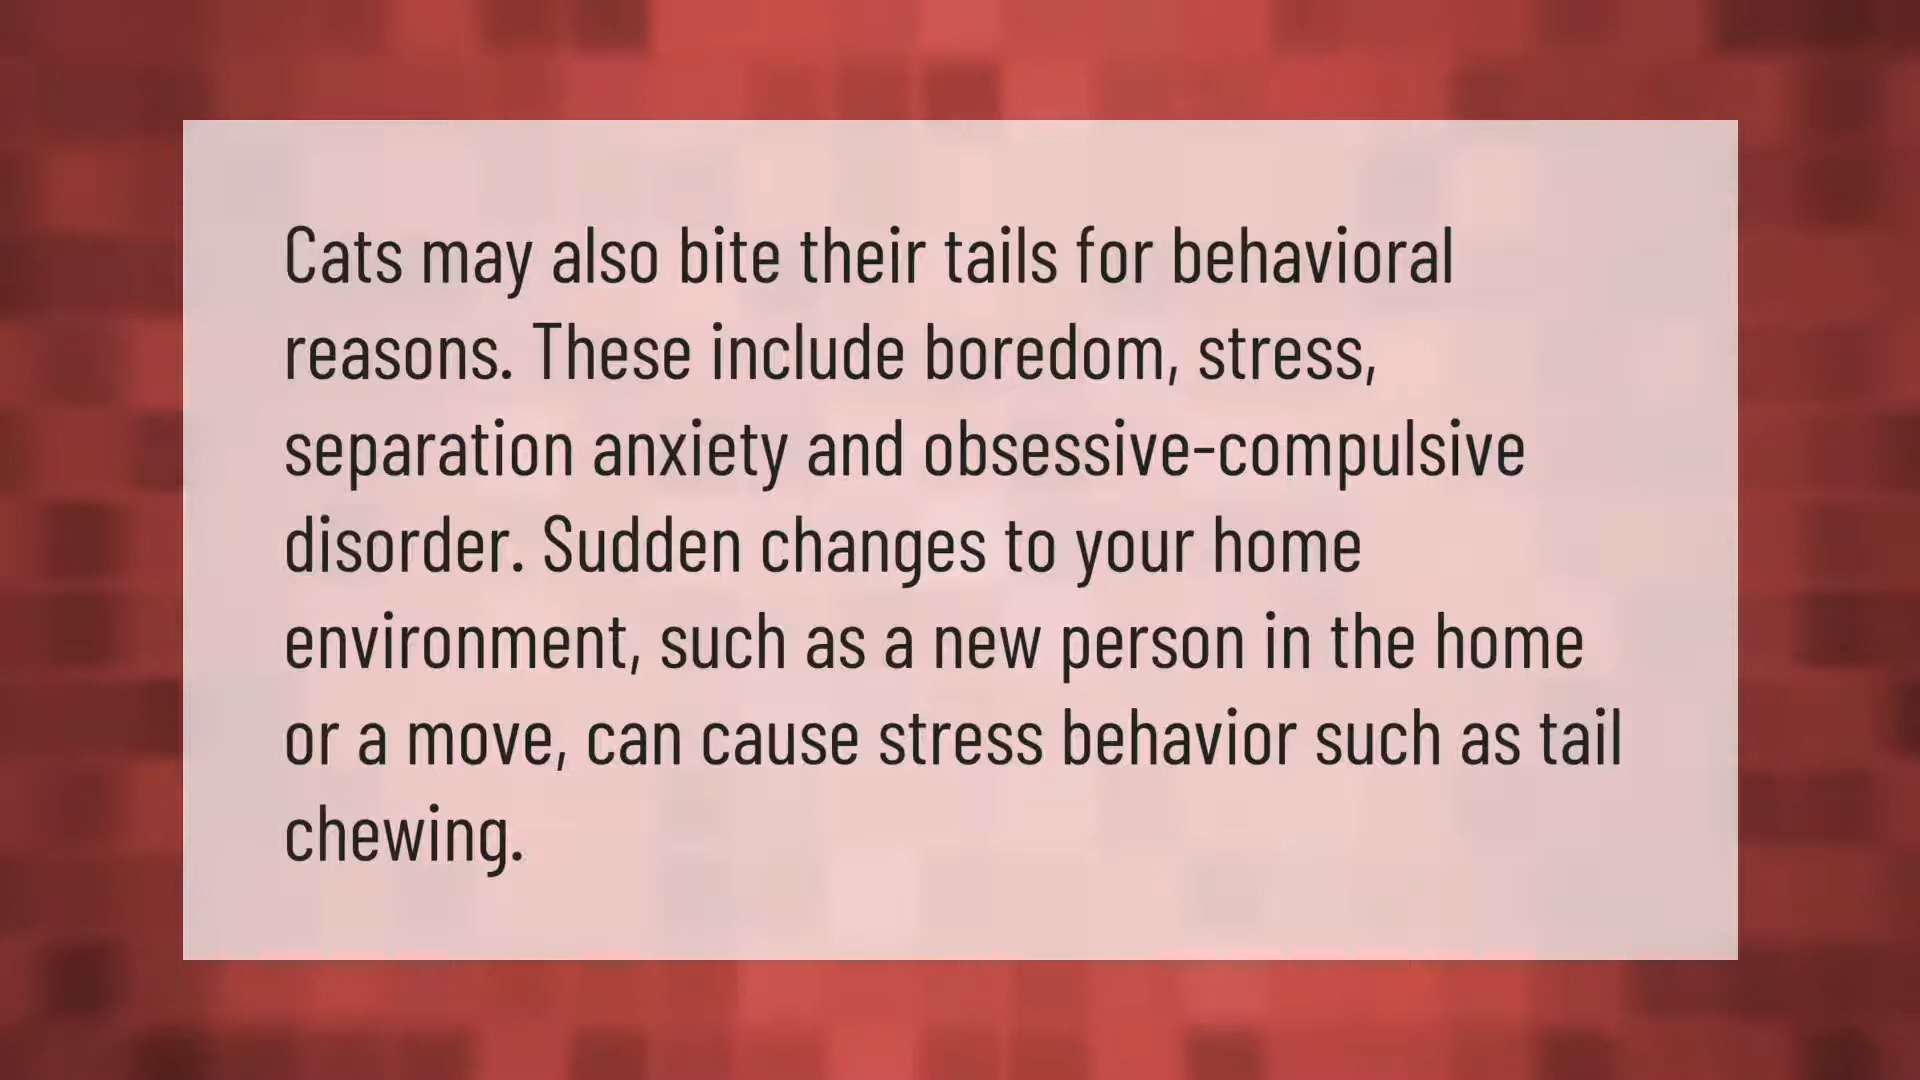 Cats may also bite their tails for behavioral
reasons. These include boredom, stress,
separation anxiety and obsessive-compulsive
disorder. Sudden changes to your home
environment, such as a new person in the home
or a move, can cause stress behavior such as tail
chewing.